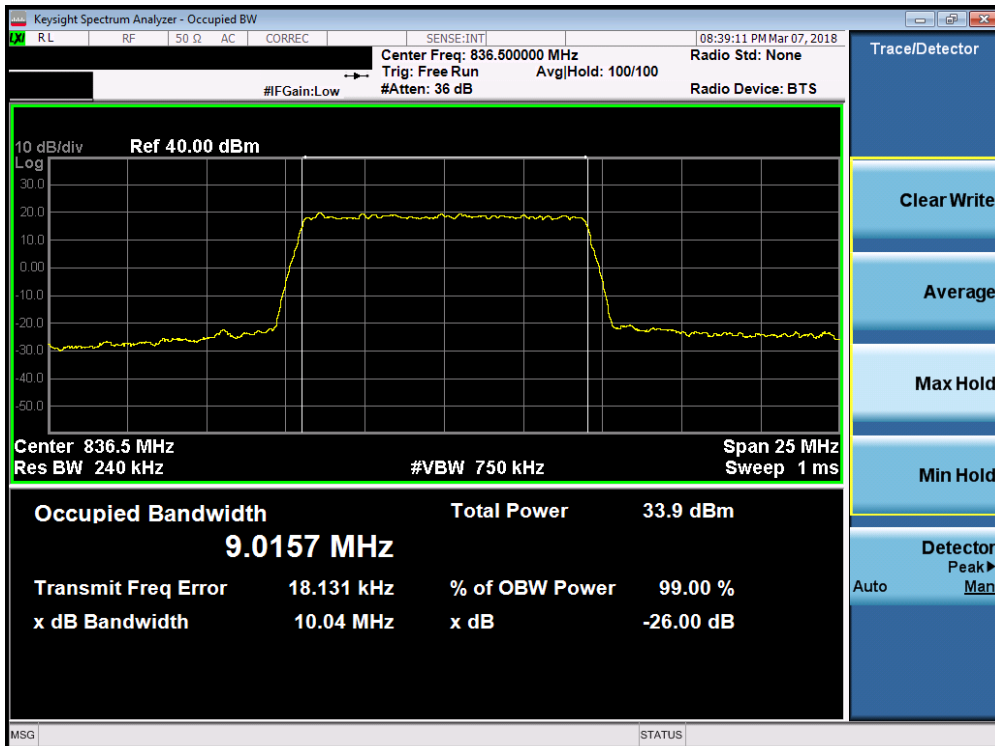 Keysight Spectrum Analyzer - Occupied BW
LXI RL RF 50 Ω AC CORREC SENSE:INT 08:39:11 PM Mar 07, 2018
Center Freq: 836.500000 MHz Radio Std: None
Trig: Free Run Avg|Hold: 100/100
#IFGain:Low #Atten: 36 dB Radio Device: BTS
10 dB/div Ref 40.00 dBm
Log
30.0
20.0
10.0
0.00
-10.0
-20.0
-30.0
-40.0
-50.0
Center 836.5 MHz Span 25 MHz
Res BW 240 kHz #VBW 750 kHz Sweep 1 ms
Occupied Bandwidth Total Power 33.9 dBm
9.0157 MHz
Transmit Freq Error 18.131 kHz % of OBW Power 99.00 %
x dB Bandwidth 10.04 MHz x dB -26.00 dB
MSG STATUS
Trace/Detector
Clear Write
Average
Max Hold
Min Hold
Detector
Peak▶
Auto Man